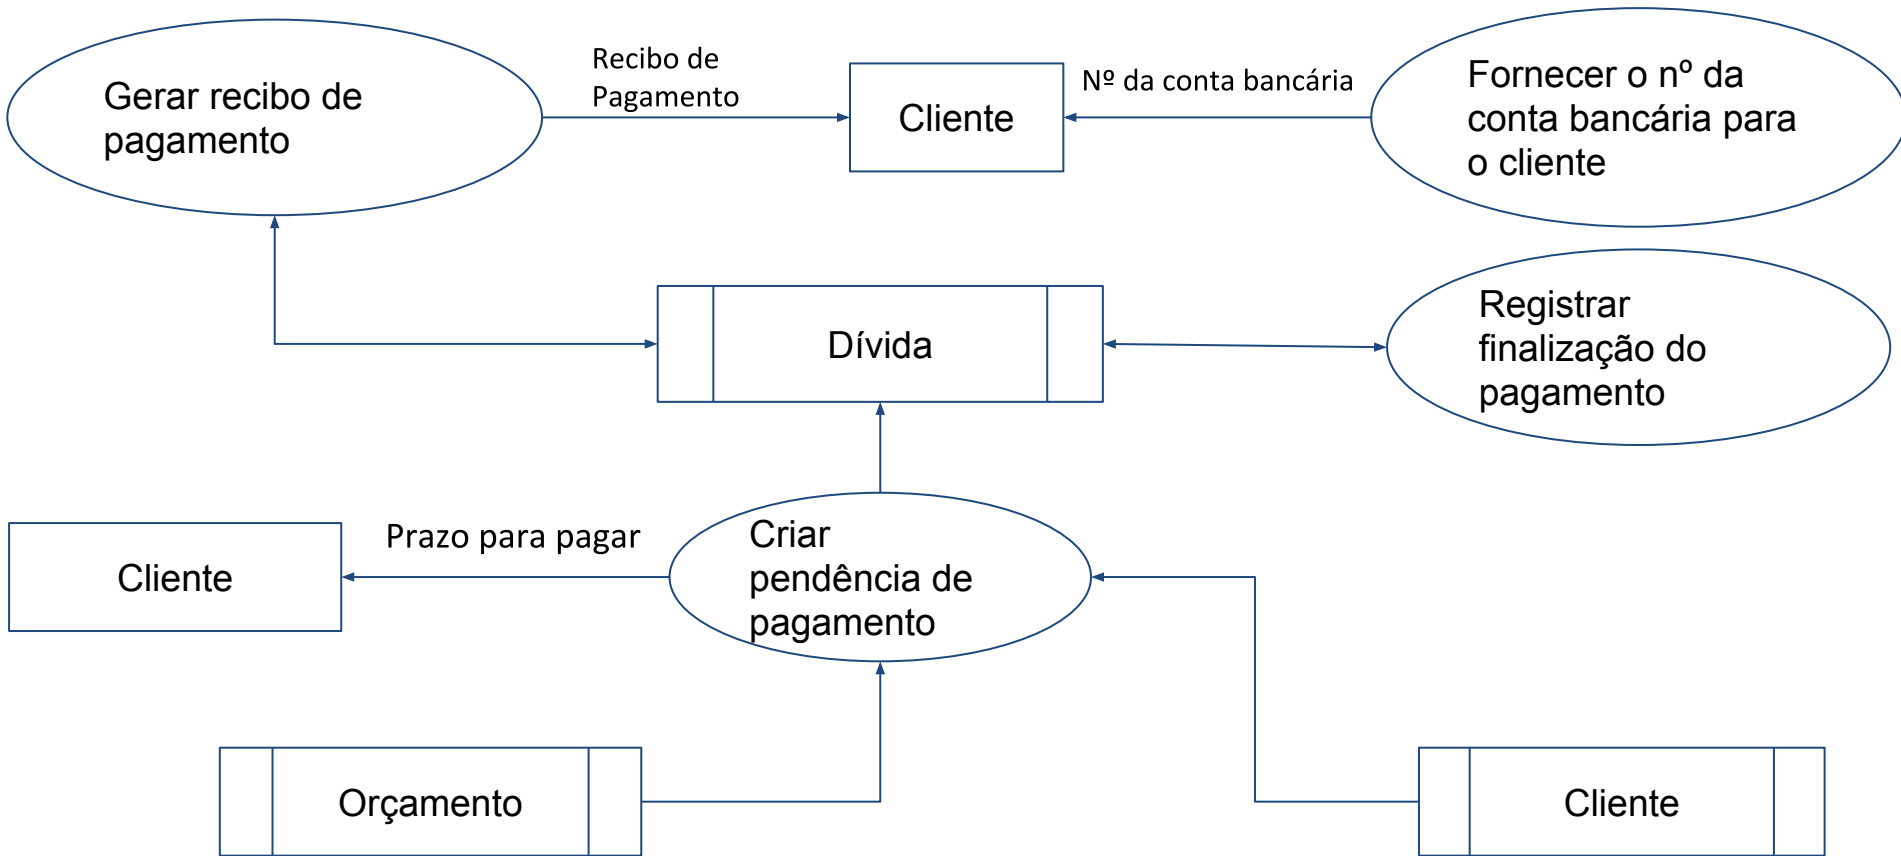 Gerar recibo de
pagamento
Recibo de
Pagamento
Cliente
Nº da conta bancária
Fornecer o nº da
conta bancária para
o cliente
Dívida
Registrar
finalização do
pagamento
Cliente
Prazo para pagar
Criar
pendência de
pagamento
Orçamento
Cliente